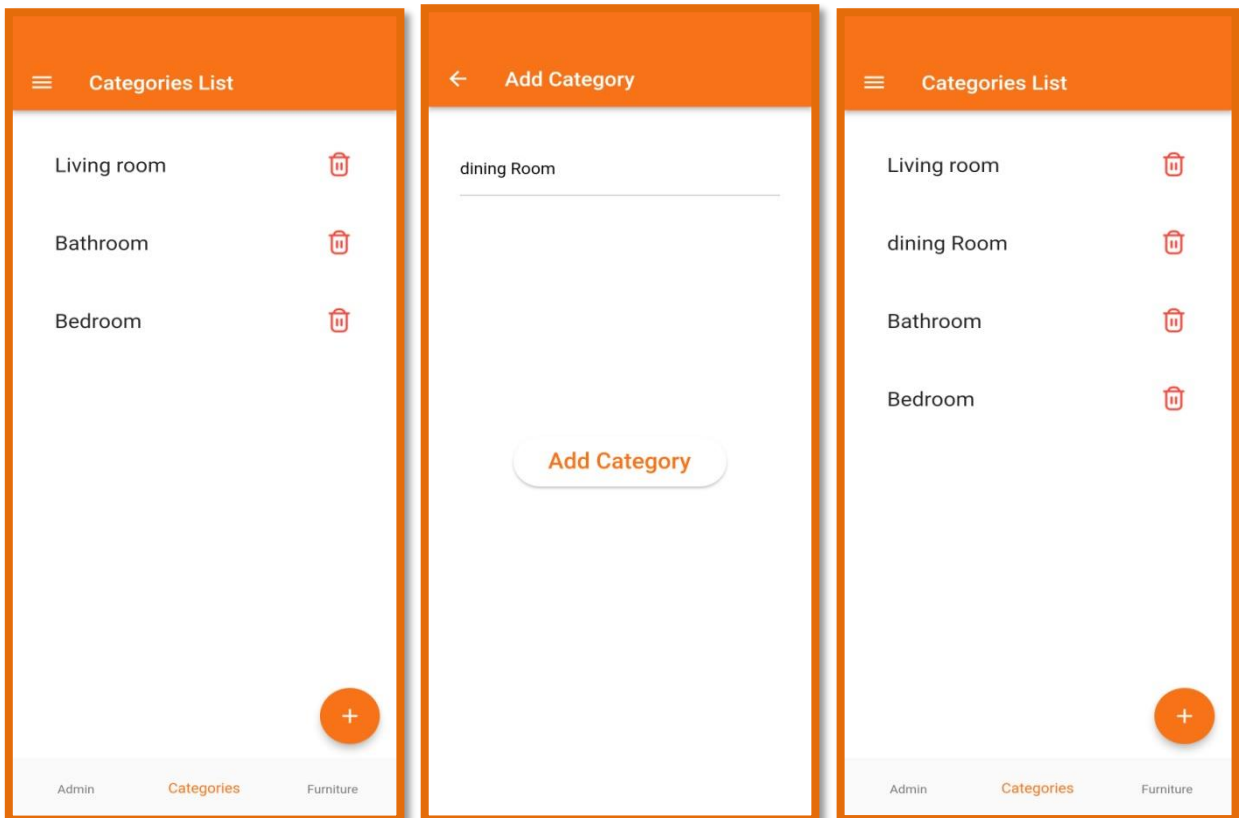 Categories List
Living room
Bathroom
Bedroom
+
Admin Categories Furniture
Add Category
dining Room
Add Category
Categories List
Living room
dining Room
Bathroom
Bedroom
+
Admin Categories Furniture